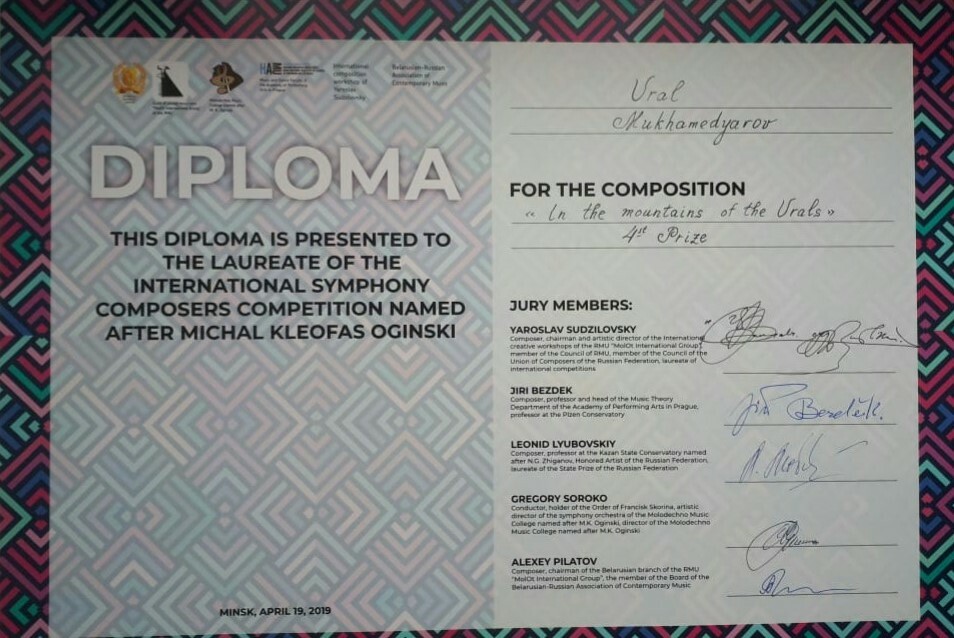 International
composition
workshop of
Yaroslav
Sudzilovsky
Belarusian-Russian
Association of
Contemporary Music
DIPLOMA
THIS DIPLOMA IS PRESENTED TO
THE LAUREATE OF THE
INTERNATIONAL SYMPHONY
COMPOSERS COMPETITION NAMED
AFTER MICHAL KLEOFAS OGINSKI
MINSK, APRIL 19, 2019
Ural
Mukhamedyarov
FOR THE COMPOSITION
« In the mountains of the Urals»
4st Prize
JURY MEMBERS:
YAROSLAV SUDZILOVSKY
Composer, chairman and artistic director of the International
creative workshops of the RMU "MolOt International Group",
member of the Council of RMU, member of the Council of the
Union of Composers of the Russian Federation, laureate of
international competitions
JIRI BEZDEK
Composer, professor and head of the Music Theory
Department of the Academy of Performing Arts in Prague,
professor at the Plzen Conservatory
LEONID LYUBOVSKIY
Composer, professor at the Kazan State Conservatory named
after N.G. Zhiganov, Honored Artist of the Russian Federation,
laureate of the State Prize of the Russian Federation
GREGORY SOROKO
Conductor, holder of the Order of Francisk Skorina, artistic
director of the symphony orchestra of the Molodechno Music
College named after M.K. Oginski, director of the Molodechno
Music College named after M.K. Oginski
ALEXEY PILATOV
Composer, chairman of the Belarusian branch of the RMU
"MolOt International Group", the member of the Board of the
Belarusian-Russian Association of Contemporary Music